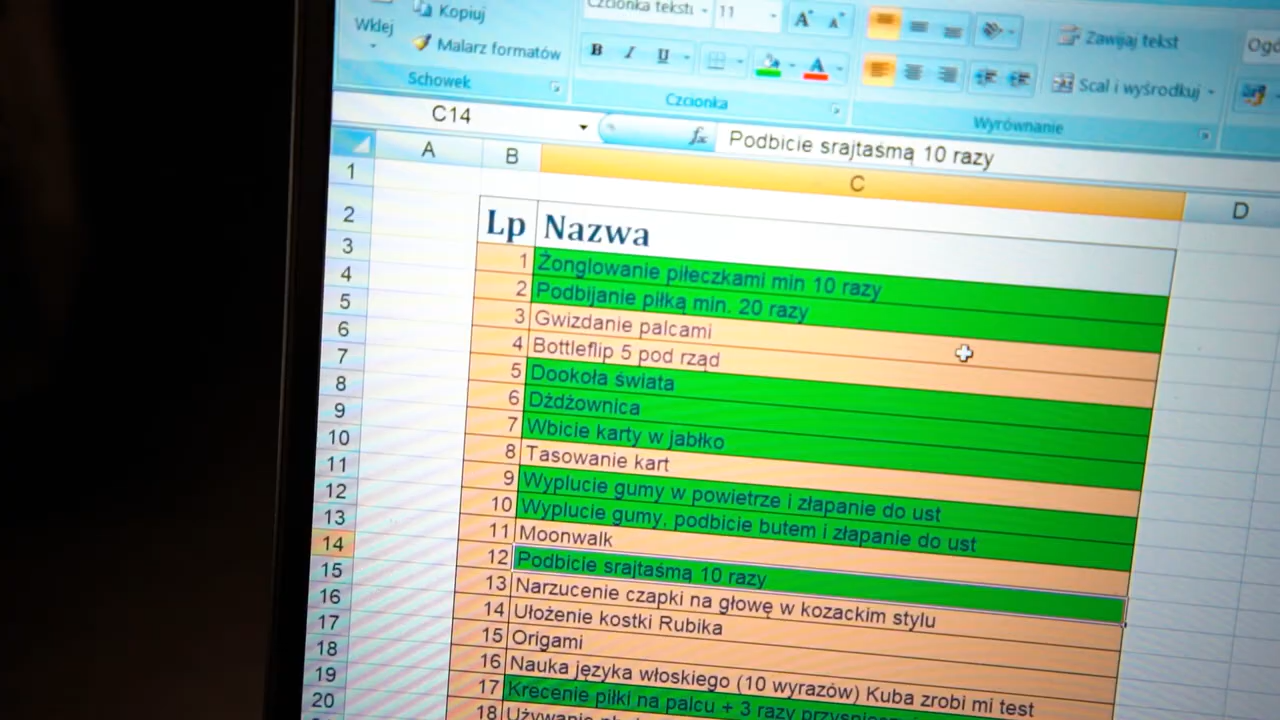 Wklej
Kopiuj
Malarz formatów
Schowek
Czcionka tekstu
11
A A
B I U
A
Czcionka
Zawijaj tekst
Scal i wyśrodkuj
Wyrównanie
C14
fx
Podbicie srajtaśmą 10 razy
A B C D
1
2 Lp Nazwa
3 1 Żonglowanie piłeczkami min 10 razy
4 2 Podbijanie piłką min. 20 razy
5 3 Gwizdanie palcami
6 4 Bottleflip 5 pod rząd
7 5 Dookoła świata
8 6 Dżdżownica
9 7 Wbicie karty w jabłko
10 8 Tasowanie kart
11 9 Wyplucie gumy w powietrze i złapanie do ust
12 10 Wyplucie gumy, podbicie butem i złapanie do ust
13 11 Moonwalk
14 12 Podbicie srajtaśmą 10 razy
15 13 Narzucenie czapki na głowę w kozackim stylu
16 14 Ułożenie kostki Rubika
17 15 Origami
18 16 Nauka języka włoskiego (10 wyrazów) Kuba zrobi mi test
19 17 Kręcenie piłki na palcu + 3 razy
20 18 Używanie